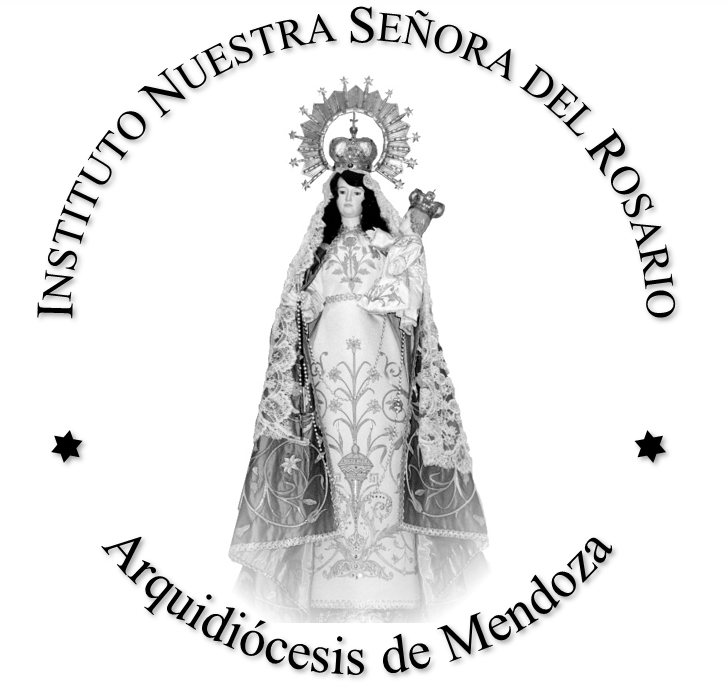 INSTITUTO NUESTRA SEÑORA DEL ROSARIO
Arquidiócesis de Mendoza